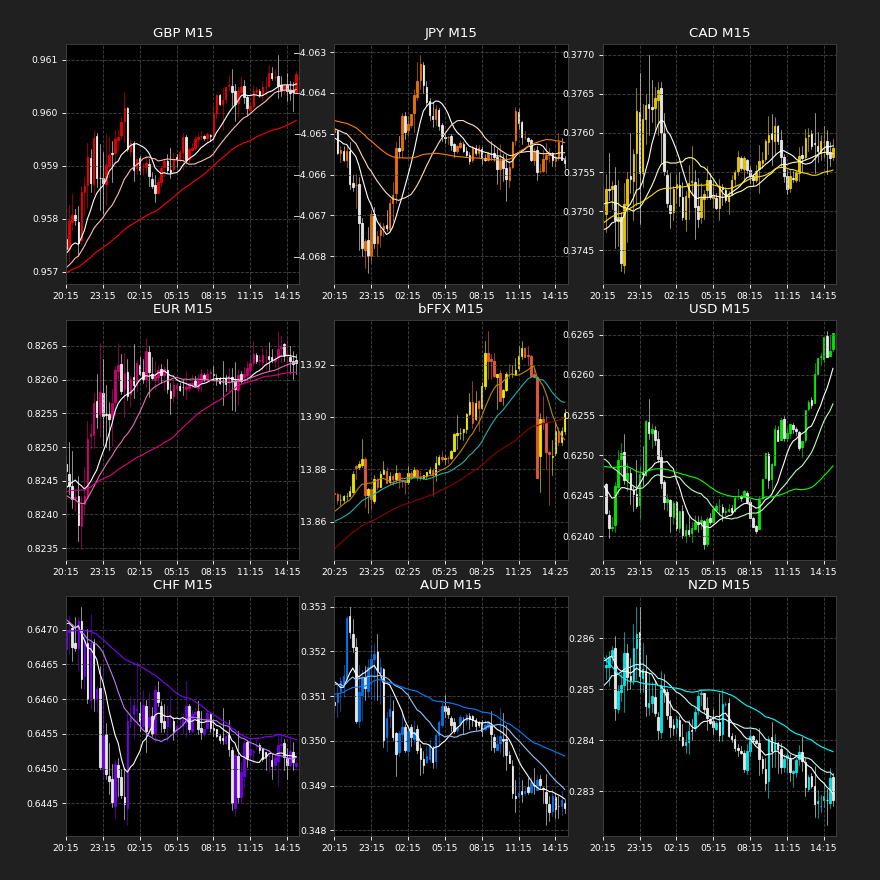 GBP M15
0.961
0.960
0.959
0.958
0.957
20:15 23:15 02:15 05:15 08:15 11:15 14:15
JPY M15
−4.063
−4.064
−4.065
−4.066
−4.067
−4.068
20:15 23:15 02:15 05:15 08:15 11:15 14:15
CAD M15
0.3770
0.3765
0.3760
0.3755
0.3750
0.3745
20:15 23:15 02:15 05:15 08:15 11:15 14:15
EUR M15
0.8265
0.8260
0.8255
0.8250
0.8245
0.8240
0.8235
20:15 23:15 02:15 05:15 08:15 11:15 14:15
bFFX M15
13.92
13.90
13.88
13.86
20:25 23:25 02:25 05:25 08:25 11:25 14:25
USD M15
0.6265
0.6260
0.6255
0.6250
0.6245
0.6240
20:15 23:15 02:15 05:15 08:15 11:15 14:15
CHF M15
0.6470
0.6465
0.6460
0.6455
0.6450
0.6445
20:15 23:15 02:15 05:15 08:15 11:15 14:15
AUD M15
0.353
0.352
0.351
0.350
0.349
0.348
20:15 23:15 02:15 05:15 08:15 11:15 14:15
NZD M15
0.286
0.285
0.284
0.283
20:15 23:15 02:15 05:15 08:15 11:15 14:15